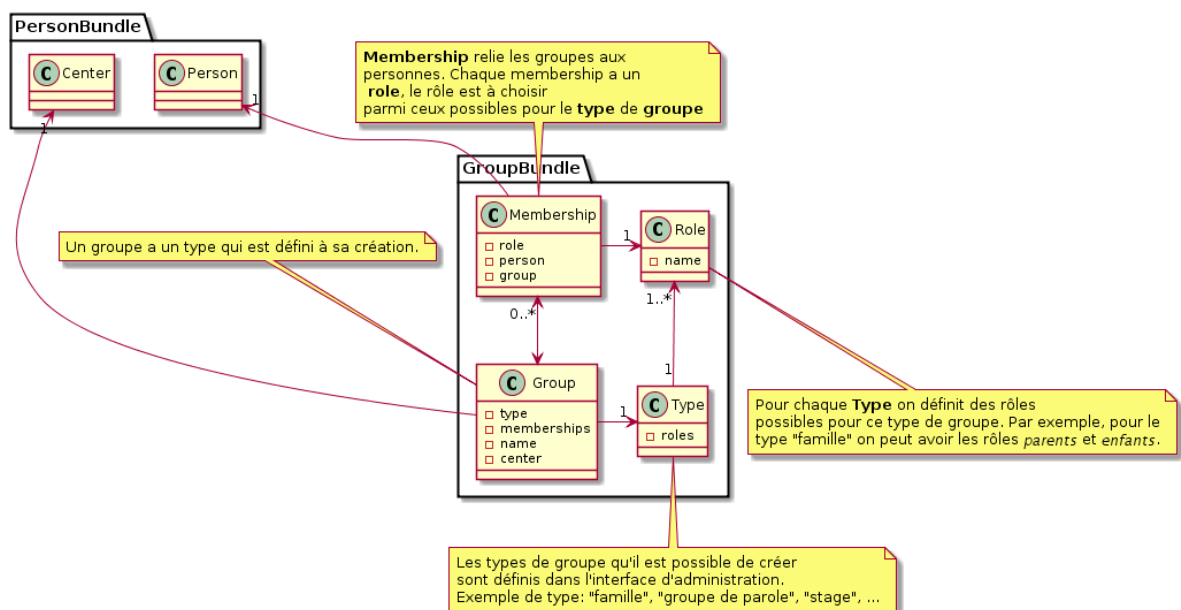 PersonBundle
C Center
C Person
1
1
Membership relie les groupes aux
personnes. Chaque membership a un
role, le rôle est à choisir
parmi ceux possibles pour le type de groupe
GroupBundle
C Membership
role
person
group
1
C Role
name
Un groupe a un type qui est défini à sa création.
0..*
1..*
1
C Group
type
memberships
name
center
1
C Type
roles
Pour chaque Type on définit des rôles
possibles pour ce type de groupe. Par exemple, pour le
type "famille" on peut avoir les rôles parents et enfants.
Les types de groupe qu'il est possible de créer
sont définis dans l'interface d'administration.
Exemple de type: "famille", "groupe de parole", "stage", ...